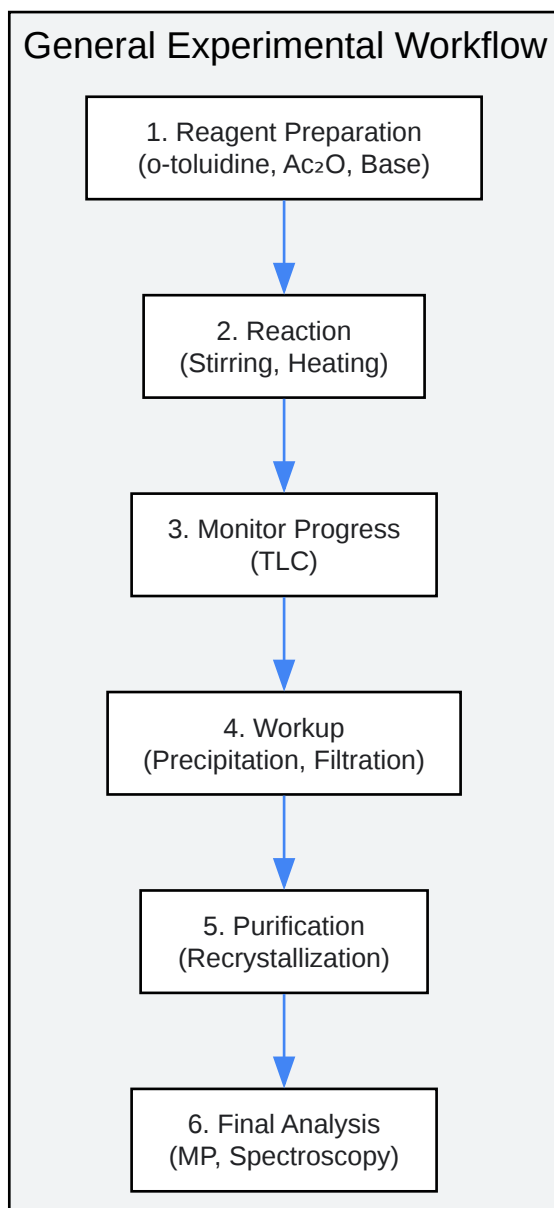 General Experimental Workflow
1. Reagent Preparation
(o-toluidine, Ac₂O, Base)
2. Reaction
(Stirring, Heating)
3. Monitor Progress
(TLC)
4. Workup
(Precipitation, Filtration)
5. Purification
(Recrystallization)
6. Final Analysis
(MP, Spectroscopy)